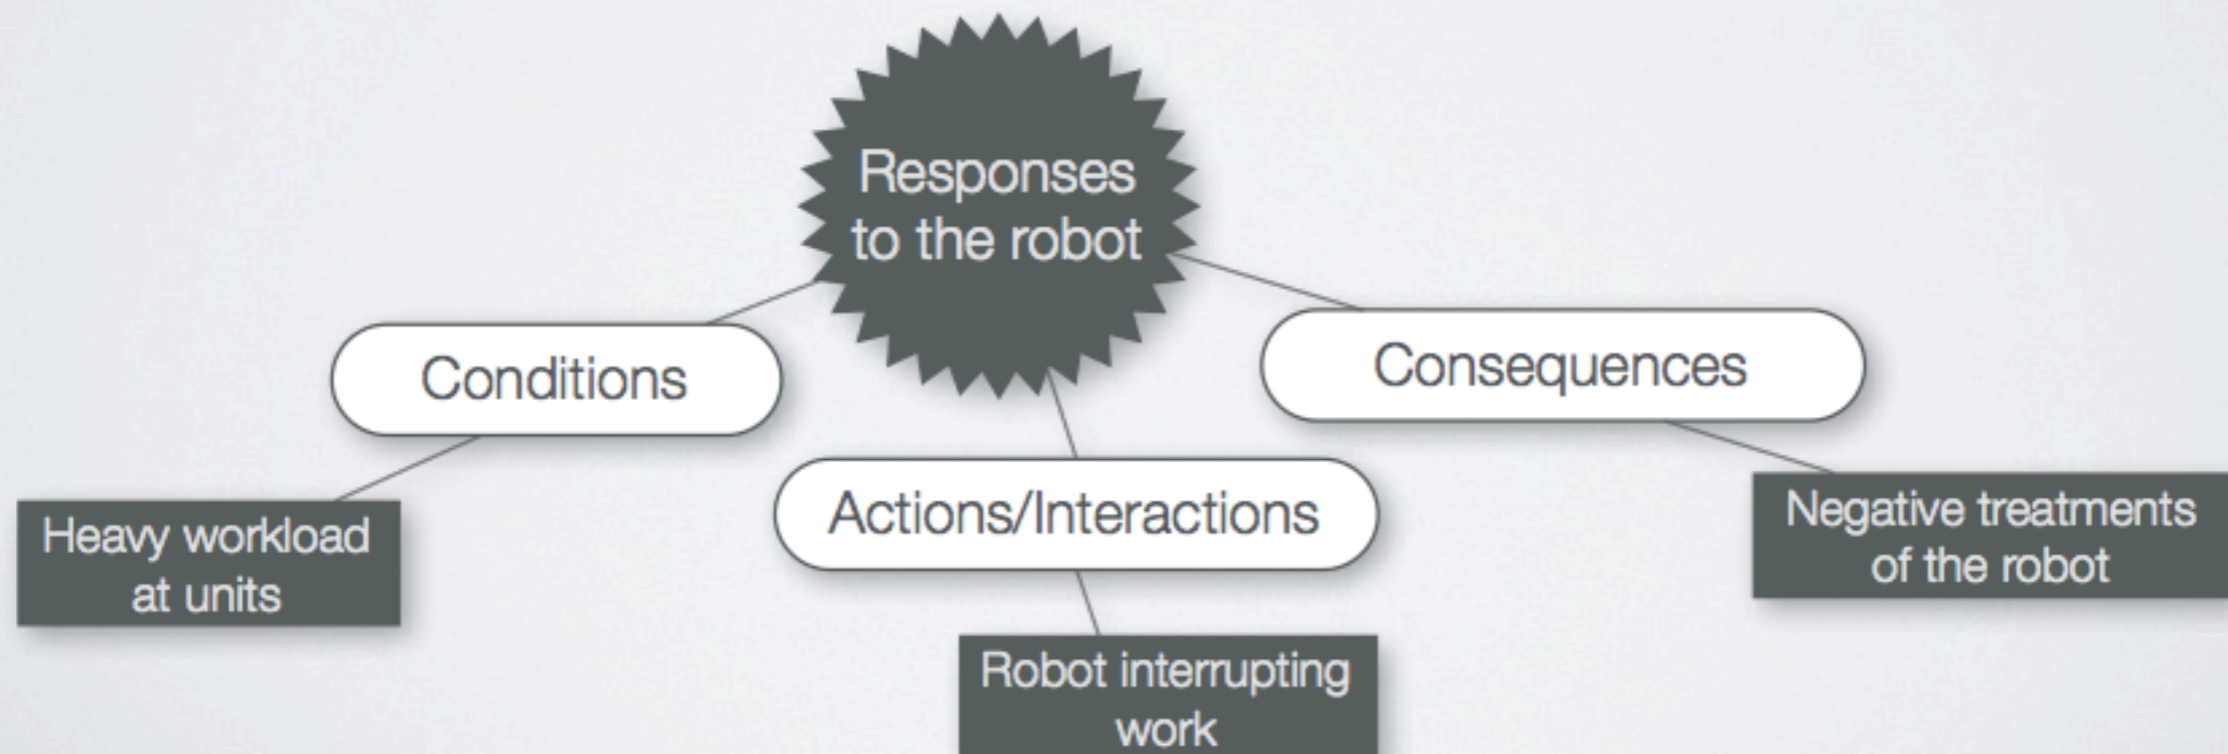 Responses
to the robot
Conditions
Consequences
Actions/Interactions
Heavy workload
at units
Negative treatments
of the robot
Robot interrupting
work